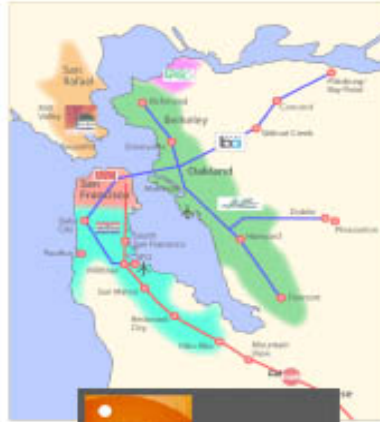 San
Rafael
Mill
Valley
Sausalito
Richmond
Berkeley
Emeryville
Oakland
Pittsburg/
Bay Point
Concord
Walnut Creek
San
Francisco
Daly
City
Pacifica
South
San Francisco
SFO
Millbrae
San Mateo
Redwood
City
Palo Alto
Mountain
View
Hayward
Fremont
Dublin
Pleasanton